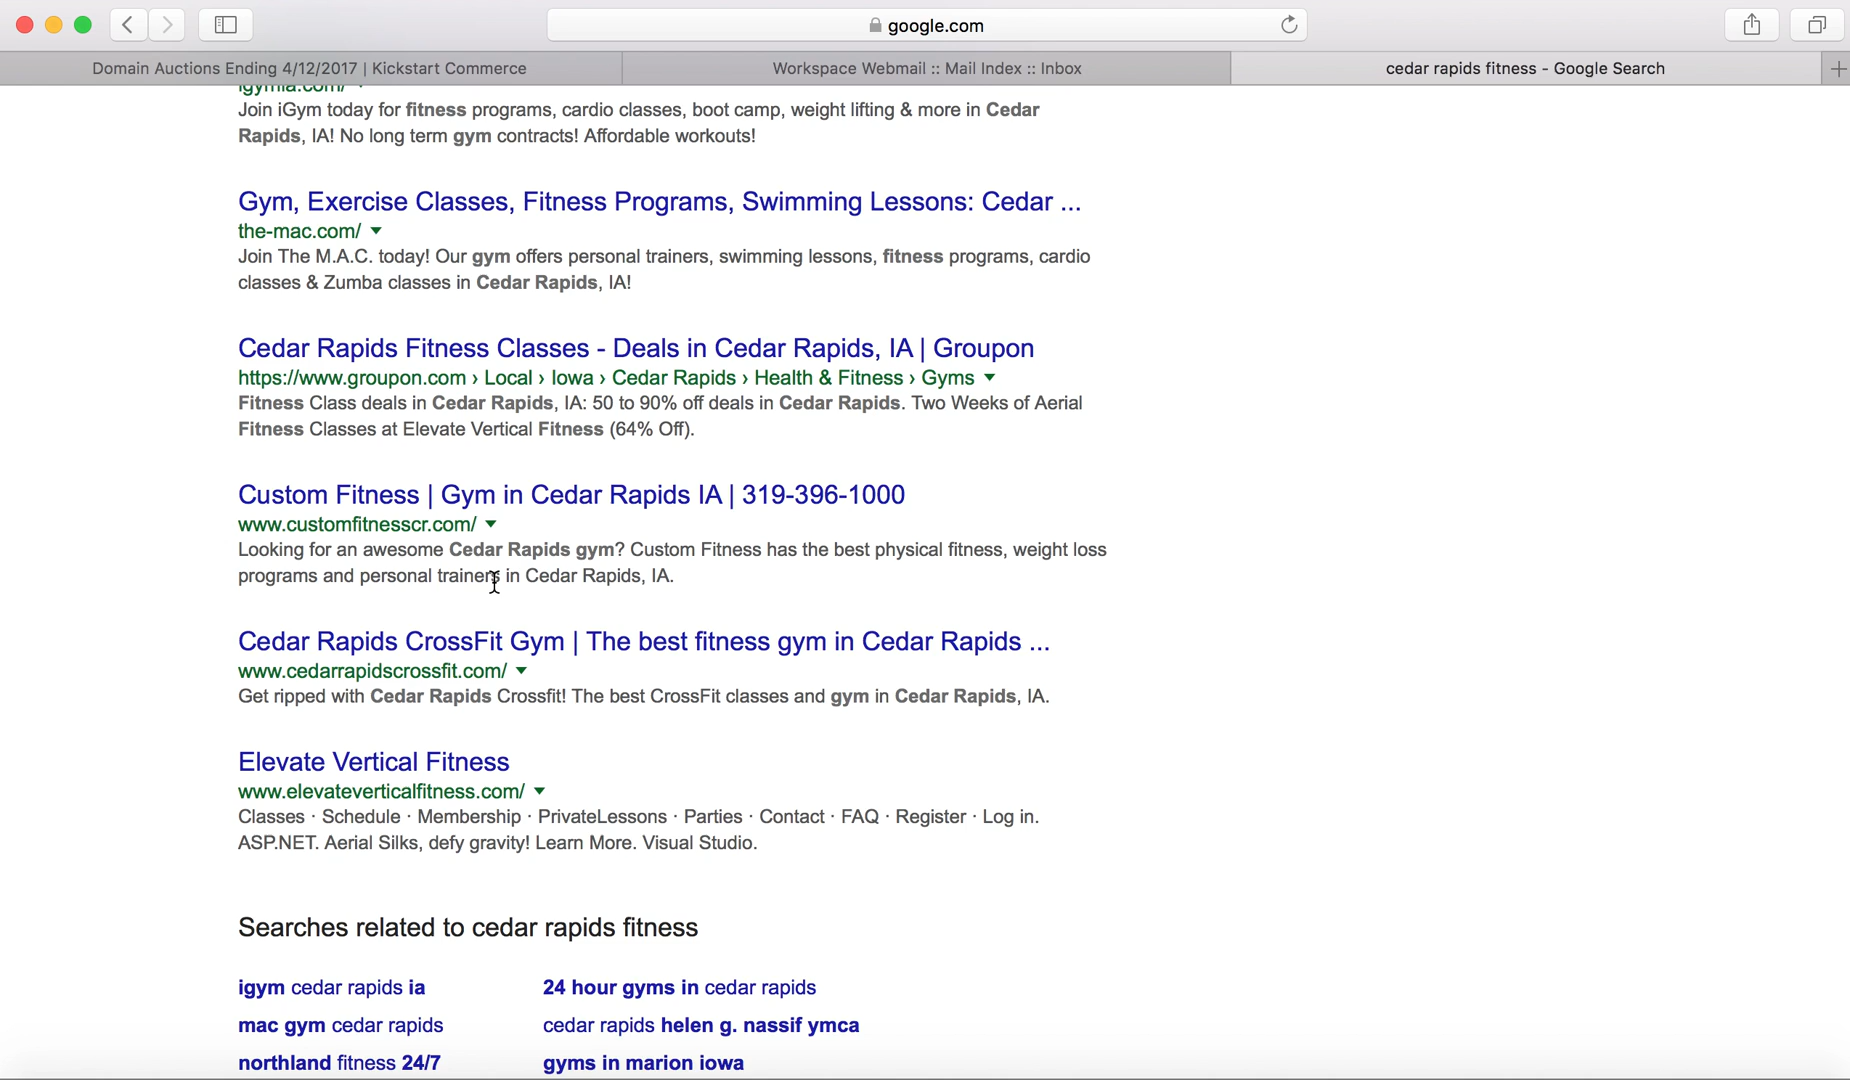 google.com
Domain Auctions Ending 4/12/2017 | Kickstart Commerce
Workspace Webmail :: Mail Index :: Inbox
cedar rapids fitness - Google Search
igymia.com/
Join iGym today for fitness programs, cardio classes, boot camp, weight lifting & more in Cedar
Rapids, IA! No long term gym contracts! Affordable workouts!
Gym, Exercise Classes, Fitness Programs, Swimming Lessons: Cedar ...
the-mac.com/
Join The M.A.C. today! Our gym offers personal trainers, swimming lessons, fitness programs, cardio
classes & Zumba classes in Cedar Rapids, IA!
Cedar Rapids Fitness Classes - Deals in Cedar Rapids, IA | Groupon
https://www.groupon.com › Local › Iowa › Cedar Rapids › Health & Fitness › Gyms
Fitness Class deals in Cedar Rapids, IA: 50 to 90% off deals in Cedar Rapids. Two Weeks of Aerial
Fitness Classes at Elevate Vertical Fitness (64% Off).
Custom Fitness | Gym in Cedar Rapids IA | 319-396-1000
www.customfitnesscr.com/
Looking for an awesome Cedar Rapids gym? Custom Fitness has the best physical fitness, weight loss
programs and personal trainers in Cedar Rapids, IA.
Cedar Rapids CrossFit Gym | The best fitness gym in Cedar Rapids ...
www.cedarrapidscrossfit.com/
Get ripped with Cedar Rapids Crossfit! The best CrossFit classes and gym in Cedar Rapids, IA.
Elevate Vertical Fitness
www.elevateverticalfitness.com/
Classes · Schedule · Membership · PrivateLessons · Parties · Contact · FAQ · Register · Log in.
ASP.NET. Aerial Silks, defy gravity! Learn More. Visual Studio.
Searches related to cedar rapids fitness
igym cedar rapids ia
24 hour gyms in cedar rapids
mac gym cedar rapids
cedar rapids helen g. nassif ymca
northland fitness 24/7
gyms in marion iowa